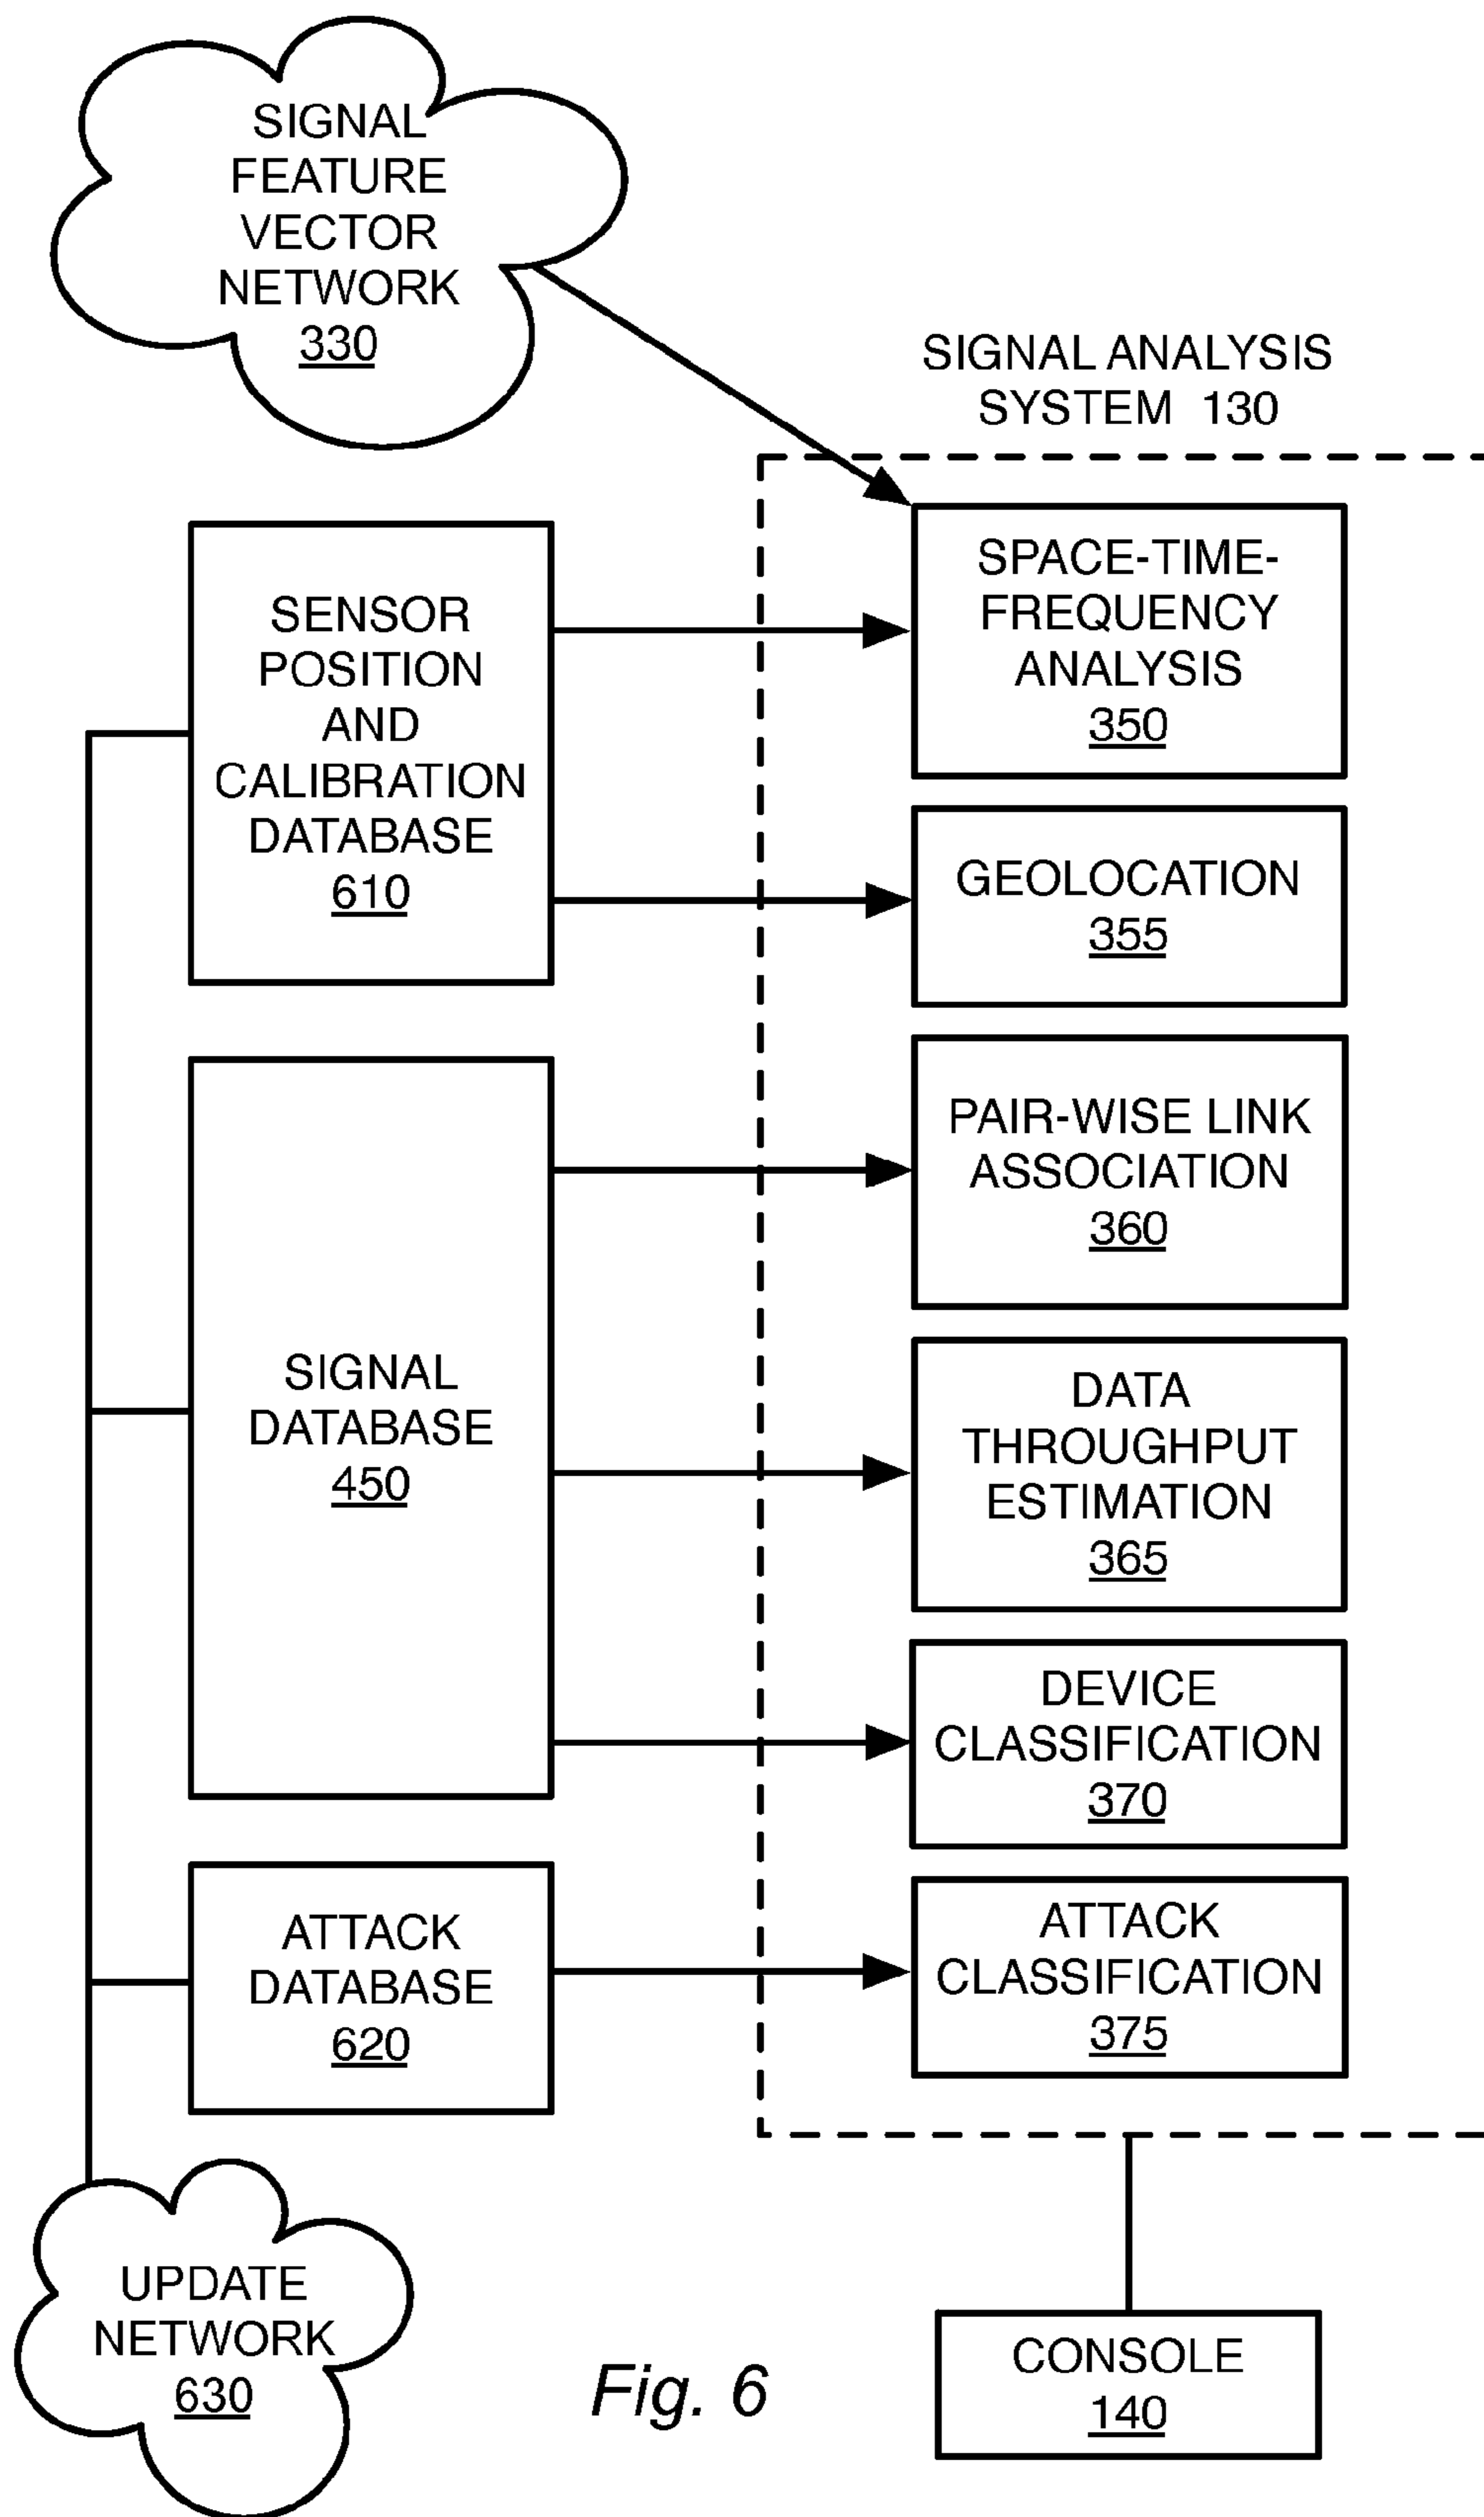 SIGNAL
FEATURE
VECTOR
NETWORK
330
SIGNAL ANALYSIS
SYSTEM 130
SENSOR
POSITION
AND
CALIBRATION
DATABASE
610
SPACE-TIME-
FREQUENCY
ANALYSIS
350
GEOLOCATION
355
PAIR-WISE LINK
ASSOCIATION
360
SIGNAL
DATABASE
450
DATA
THROUGHPUT
ESTIMATION
365
DEVICE
CLASSIFICATION
370
ATTACK
DATABASE
620
ATTACK
CLASSIFICATION
375
UPDATE
NETWORK
630
Fig. 6
CONSOLE
140